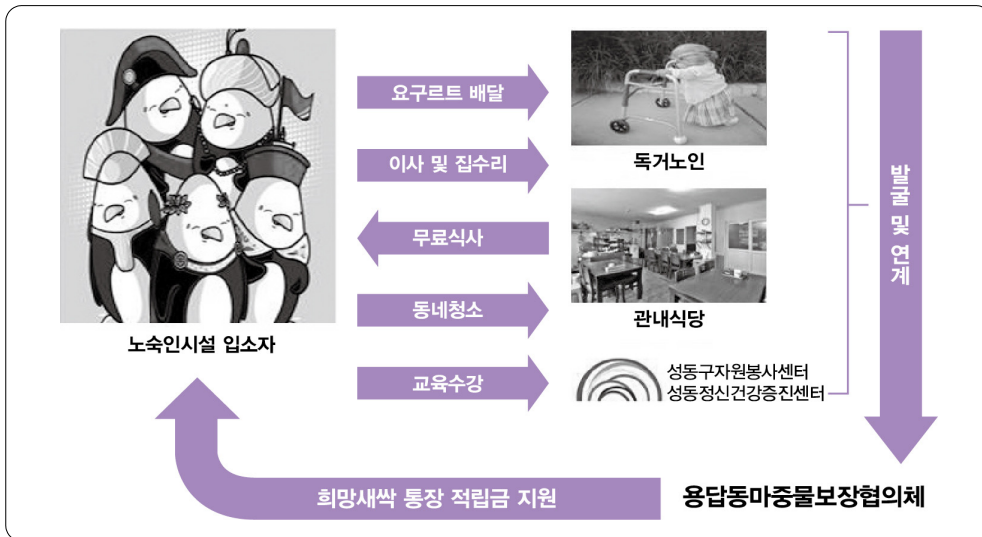 요구르트 배달
이사 및 집수리
독거노인
무료식사
동네청소
관내식당
노숙인시설 입소자
교육수강
성동구자원봉사센터
성동정신건강증진센터
발굴 및 연계
희망새싹 통장 적립금 지원
용답동마중물보장협의체